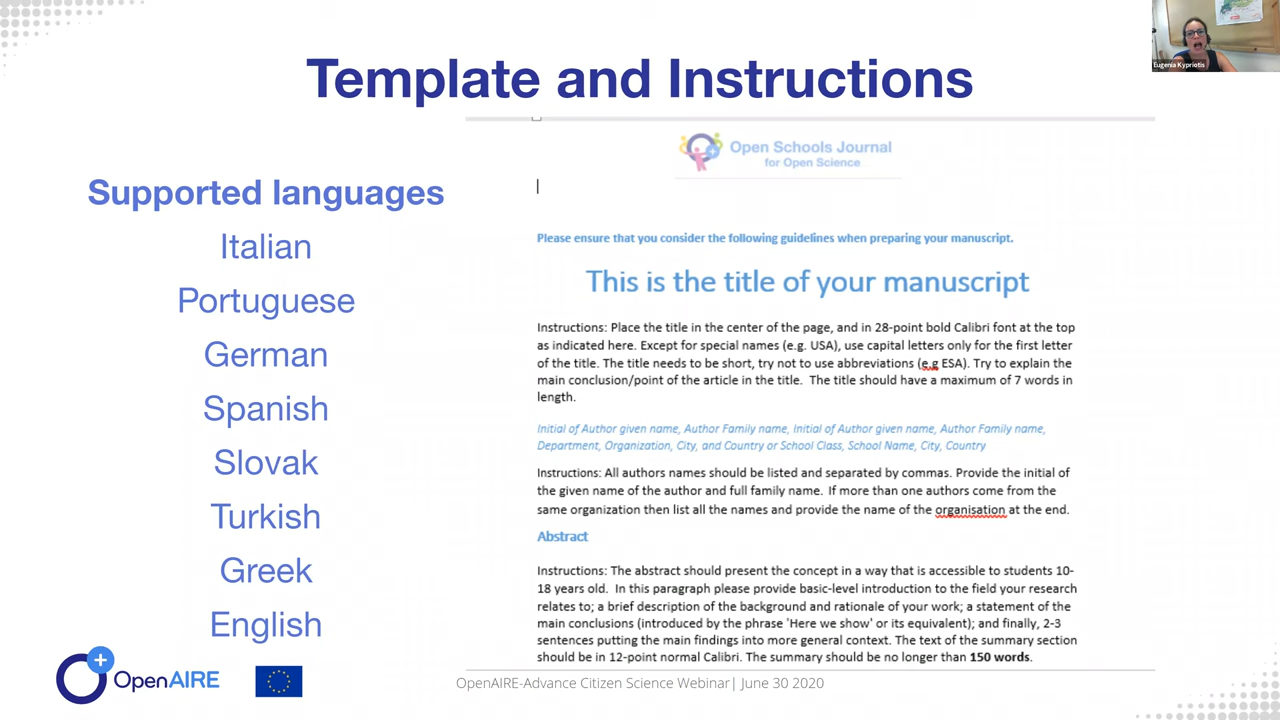 Eugenia Kypriotis
Template and Instructions
Supported languages
Italian
Portuguese
German
Spanish
Slovak
Turkish
Greek
English
Open Schools Journal
for Open Science
Please ensure that you consider the following guidelines when preparing your manuscript.
This is the title of your manuscript
Instructions: Place the title in the center of the page, and in 28-point bold Calibri font at the top
as indicated here. Except for special names (e.g. USA), use capital letters only for the first letter
of the title. The title needs to be short, try not to use abbreviations (e.g ESA). Try to explain the
main conclusion/point of the article in the title. The title should have a maximum of 7 words in
length.
Initial of Author given name, Author Family name, Initial of Author given name, Author Family name,
Department, Organization, City, and Country or School Class, School Name, City, Country
Instructions: All authors names should be listed and separated by commas. Provide the initial of
the given name of the author and full family name. If more than one authors come from the
same organization then list all the names and provide the name of the organisation at the end.
Abstract
Instructions: The abstract should present the concept in a way that is accessible to students 10-
18 years old. In this paragraph please provide basic-level introduction to the field your research
relates to; a brief description of the background and rationale of your work; a statement of the
main conclusions (introduced by the phrase 'Here we show' or its equivalent); and finally, 2-3
sentences putting the main findings into more general context. The text of the summary section
should be in 12-point normal Calibri. The summary should be no longer than 150 words.
OpenAIRE
OpenAIRE-Advance Citizen Science Webinar| June 30 2020